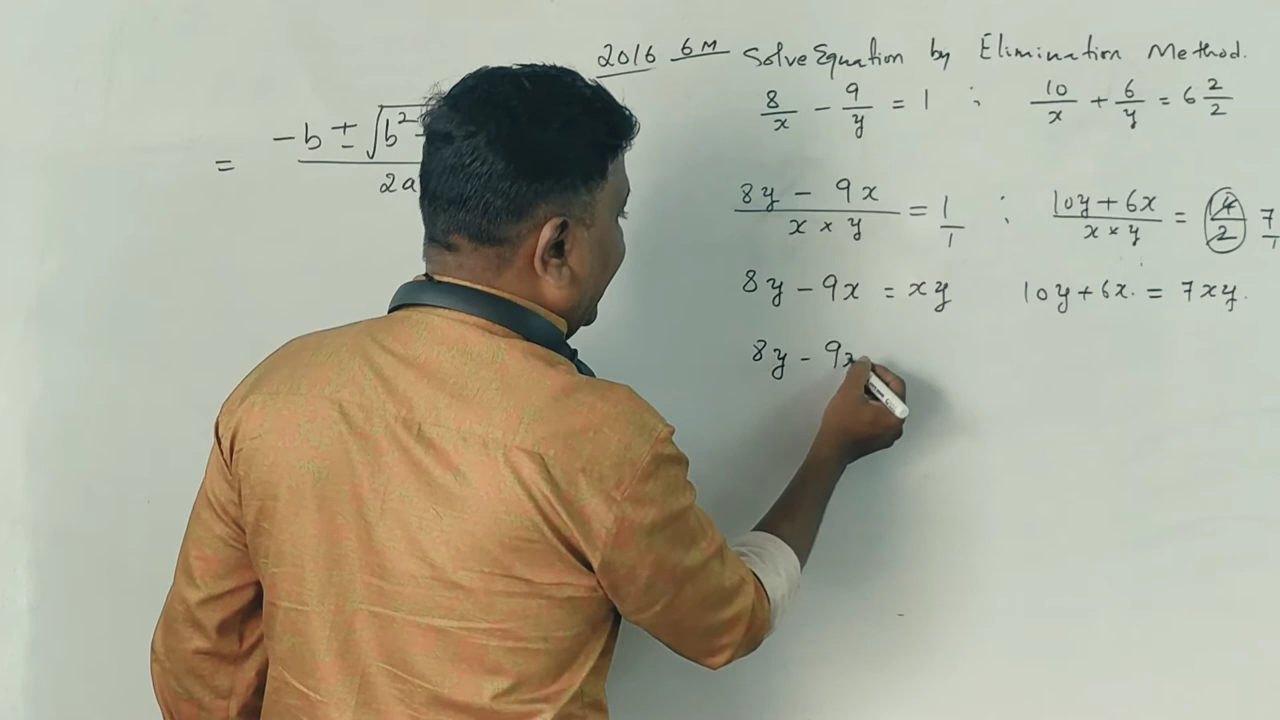 2016 6M Solve Equation by Elimination Method.
8/x - 9/y = 1 ; 10/x + 6/y = 6 2/2
= -b ± √b² / 2a
8y - 9x / x × y = 1/1 ; 10y + 6x / x × y = 14/2 7/1
8y - 9x = xy 10y + 6x. = 7xy.
8y - 9x